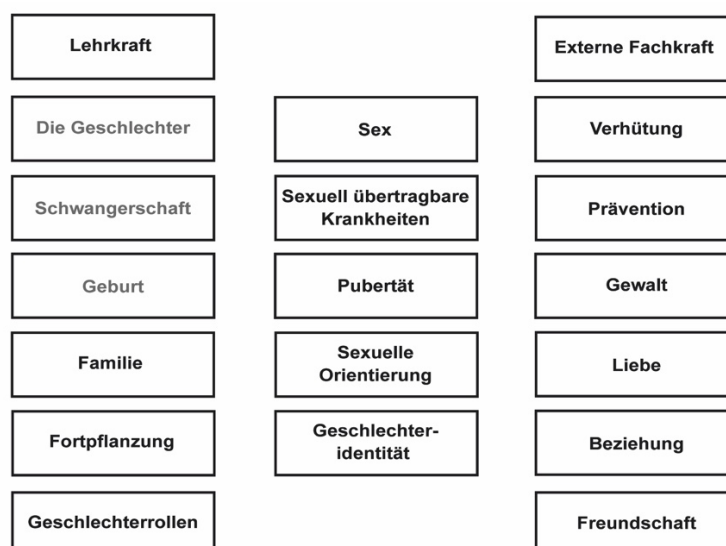 Lehrkraft
Externe Fachkraft
Die Geschlechter
Sex
Verhütung
Schwangerschaft
Sexuell übertragbare
Krankheiten
Prävention
Geburt
Pubertät
Gewalt
Familie
Sexuelle
Orientierung
Liebe
Fortpflanzung
Geschlechter-
identität
Beziehung
Geschlechterrollen
Freundschaft